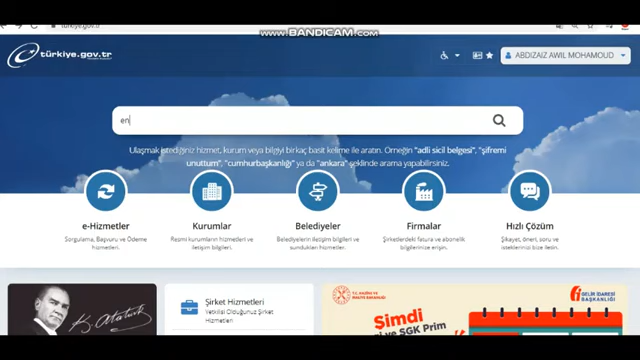 türkiye.gov.tr
www.BANDICAM.com
türkiye.gov.tr
ABDIZAIZ AWIL MOHAMOUD
en
Ulaşmak istediğiniz hizmet, kurum veya bilgiyi birkaç basit kelime ile aratın. Örneğin "adli sicil belgesi", "şifremi
unuttum", "cumhurbaşkanlığı" ya da "ankara" şeklinde arama yapabilirsiniz.
e-Hizmetler
Sorgulama, Başvuru ve Ödeme
hizmetleri.
Kurumlar
Resmi kurumların hizmetleri ve
iletişim bilgileri.
Belediyeler
Belediyelerin iletişim bilgileri ve
sundukları hizmetler.
Firmalar
Şirketlerdeki fatura ve abonelik
bilgilerinize erişin.
Hızlı Çözüm
Şikayet, öneri, soru ve
istekleriniz bize iletin.
K. Atatürk
Şirket Hizmetleri
Yetkilisi Olduğunuz Şirket
Hizmetleri
T.C. HAZİNE VE
MALİYE BAKANLIĞI
GELİR İDARESİ
BAŞKANLIĞI
Şimdi
ve SGK Prim